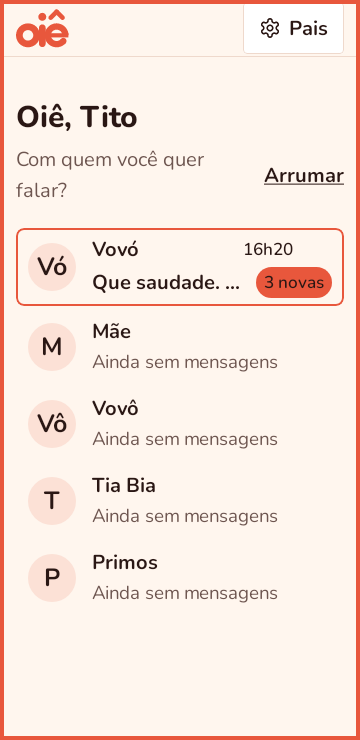 oiê
Pais
Oiê, Tito
Com quem você quer
falar?
Arrumar
Vó
Vovó
16h20
Que saudade. ...
3 novas
M
Mãe
Ainda sem mensagens
Vô
Vovô
Ainda sem mensagens
T
Tia Bia
Ainda sem mensagens
P
Primos
Ainda sem mensagens